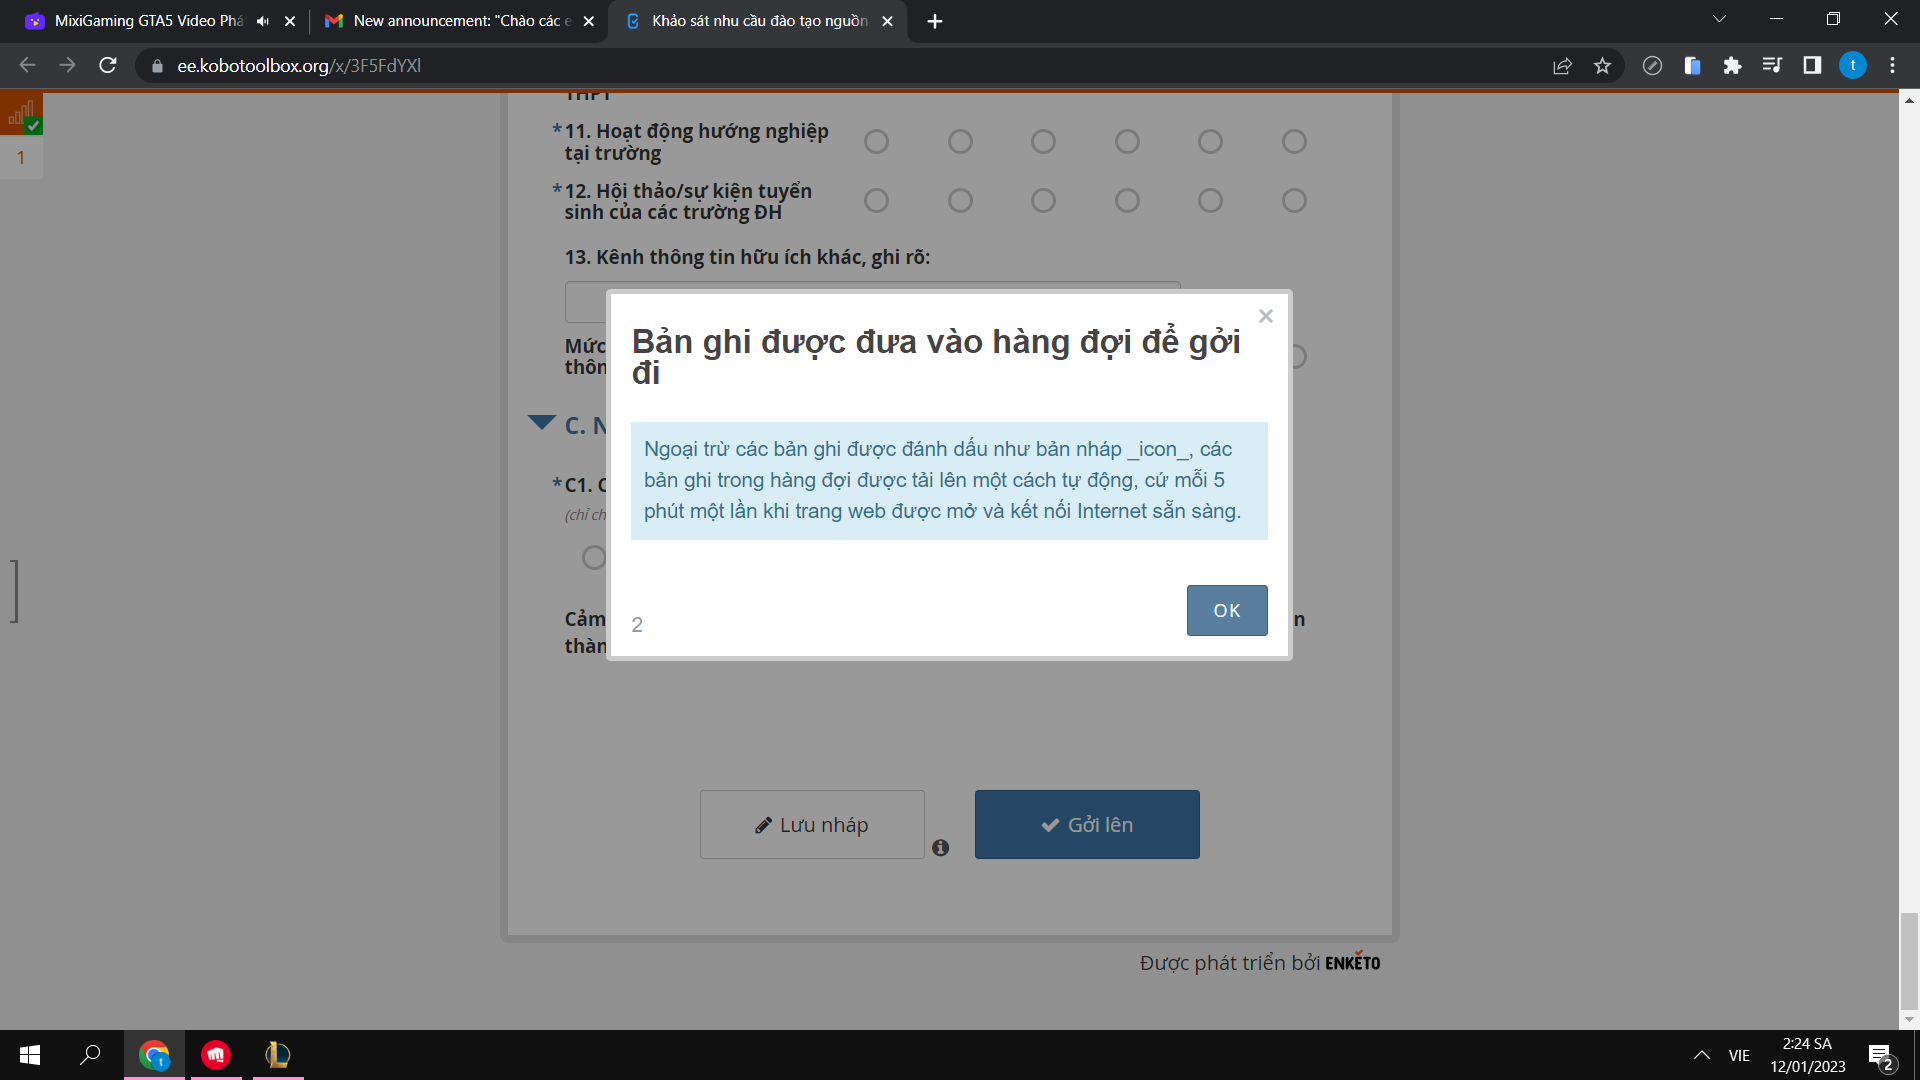 MixiGaming GTA5 Video Phá
New announcement: "Chào các e
Khảo sát nhu cầu đào tạo nguồn
ee.kobotoolbox.org/x/3F5FdYXl
t
1
THPT
*11. Hoạt động hướng nghiệp
tại trường
*12. Hội thảo/sự kiện tuyển
sinh của các trường ĐH
13. Kênh thông tin hữu ích khác, ghi rõ:
Mức
thôn
Bản ghi được đưa vào hàng đợi để gởi
đi
Ngoại trừ các bản ghi được đánh dấu như bản nháp _icon_, các
bản ghi trong hàng đợi được tải lên một cách tự động, cứ mỗi 5
phút một lần khi trang web được mở và kết nối Internet sẵn sàng.
OK
2
C. N
*C1. C
(chỉ ch
Cảm
n
thàn
Lưu nháp
Gởi lên
Được phát triển bởi ENKETO
VIE
2:24 SA
12/01/2023
2